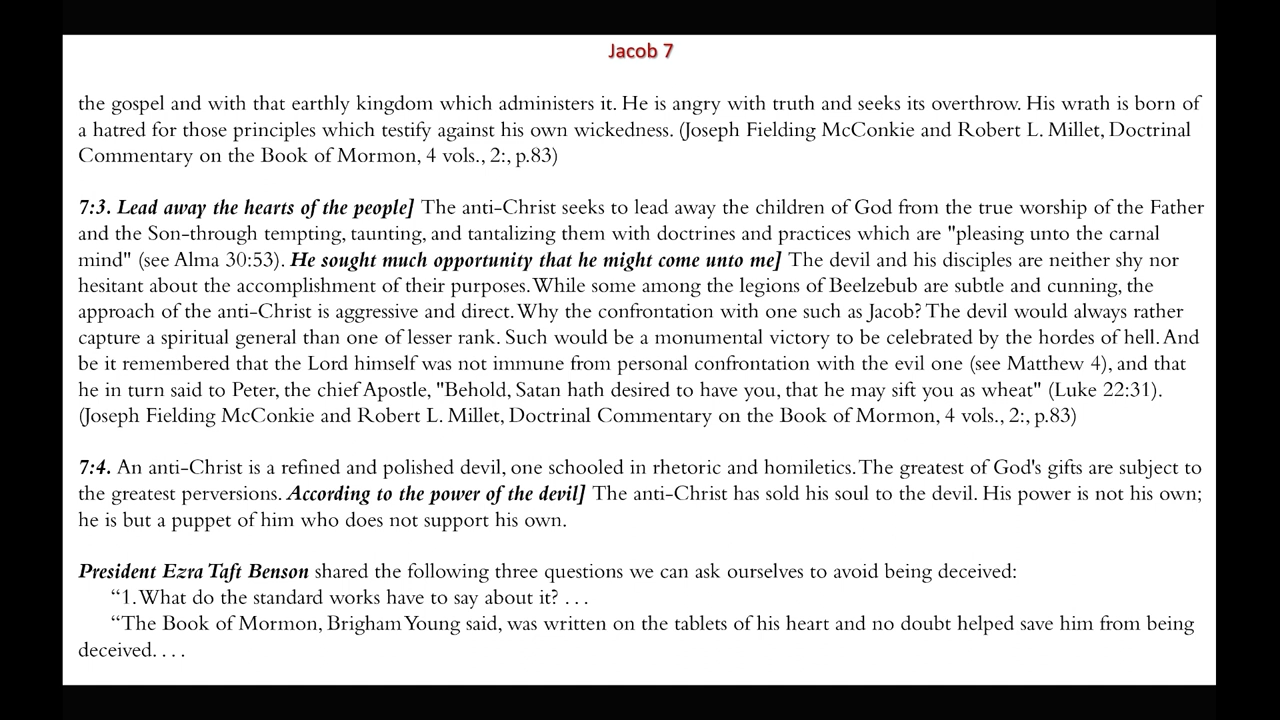 Jacob 7
the gospel and with that earthly kingdom which administers it. He is angry with truth and seeks its overthrow. His wrath is born of
a hatred for those principles which testify against his own wickedness. (Joseph Fielding McConkie and Robert L. Millet, Doctrinal
Commentary on the Book of Mormon, 4 vols., 2:, p.83)
7:3. Lead away the hearts of the people] The anti-Christ seeks to lead away the children of God from the true worship of the Father
and the Son-through tempting, taunting, and tantalizing them with doctrines and practices which are "pleasing unto the carnal
mind" (see Alma 30:53). He sought much opportunity that he might come unto me] The devil and his disciples are neither shy nor
hesitant about the accomplishment of their purposes. While some among the legions of Beelzebub are subtle and cunning, the
approach of the anti-Christ is aggressive and direct. Why the confrontation with one such as Jacob? The devil would always rather
capture a spiritual general than one of lesser rank. Such would be a monumental victory to be celebrated by the hordes of hell. And
be it remembered that the Lord himself was not immune from personal confrontation with the evil one (see Matthew 4), and that
he in turn said to Peter, the chief Apostle, "Behold, Satan hath desired to have you, that he may sift you as wheat" (Luke 22:31).
(Joseph Fielding McConkie and Robert L. Millet, Doctrinal Commentary on the Book of Mormon, 4 vols., 2:, p.83)
7:4. An anti-Christ is a refined and polished devil, one schooled in rhetoric and homiletics. The greatest of God's gifts are subject to
the greatest perversions. According to the power of the devil] The anti-Christ has sold his soul to the devil. His power is not his own;
he is but a puppet of him who does not support his own.
President Ezra Taft Benson shared the following three questions we can ask ourselves to avoid being deceived:
“1. What do the standard works have to say about it? . . .
“The Book of Mormon, Brigham Young said, was written on the tablets of his heart and no doubt helped save him from being
deceived. . . .